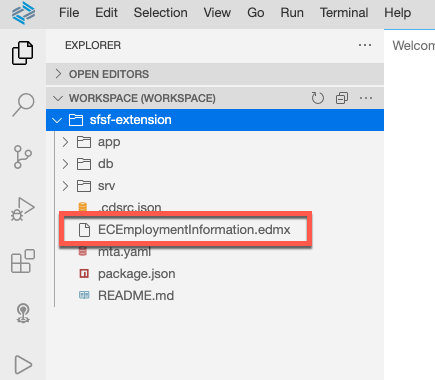 File Edit Selection View Go Run Terminal Help
EXPLORER
Welcom
OPEN EDITORS
WORKSPACE (WORKSPACE)
sfsf-extension
app
db
srv
.cdsrc.json
ECEmploymentInformation.edmx
mta.yaml
package.json
README.md